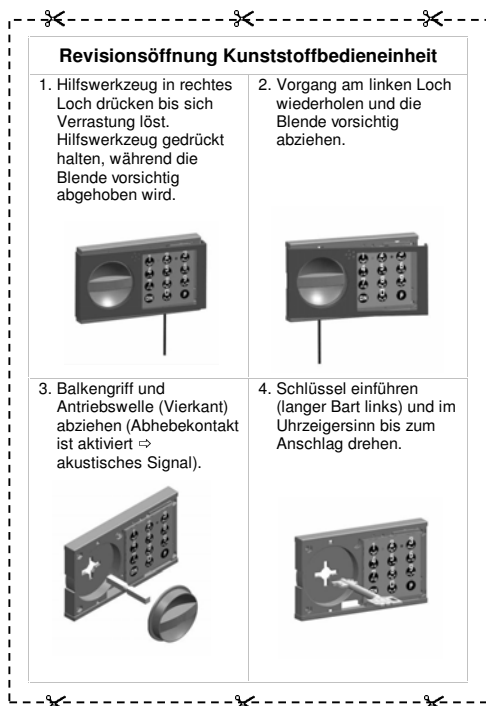 Revisionsöffnung Kunststoffbedieneinheit
1. Hilfswerkzeug in rechtes
Loch drücken bis sich
Verrastung löst.
Hilfswerkzeug gedrückt
halten, während die
Blende vorsichtig
abgehoben wird.
2. Vorgang am linken Loch
wiederholen und die
Blende vorsichtig
abziehen.
3. Balkengriff und
Antriebswelle (Vierkant)
abziehen (Abhebekontakt
ist aktiviert ⇨
akustisches Signal).
4. Schlüssel einführen
(langer Bart links) und im
Uhrzeigersinn bis zum
Anschlag drehen.